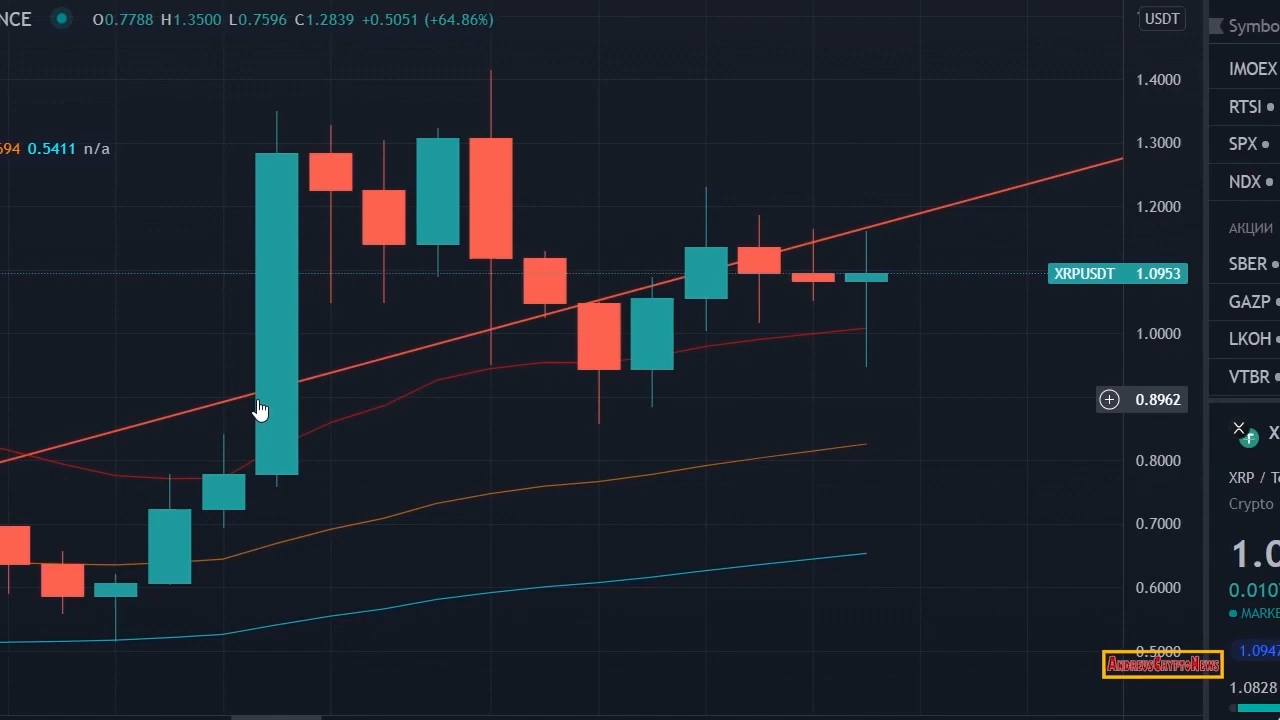 NCE O0.7788 H1.3500 L0.7596 C1.2839 +0.5051 (+64.86%)
694 0.5411 n/a
USDT
1.4000
1.3000
1.2000
XRPUSDT 1.0953
1.0000
0.8962
0.8000
0.7000
0.6000
0.5000
AndreysCryptoNews
Symbo
IMOEX
RTSI
SPX
NDX
АКЦИИ
SBER
GAZP
LKOH
VTBR
X
XRP / Te
Crypto
1.0
0.010
MARKE
1.0947
1.0828